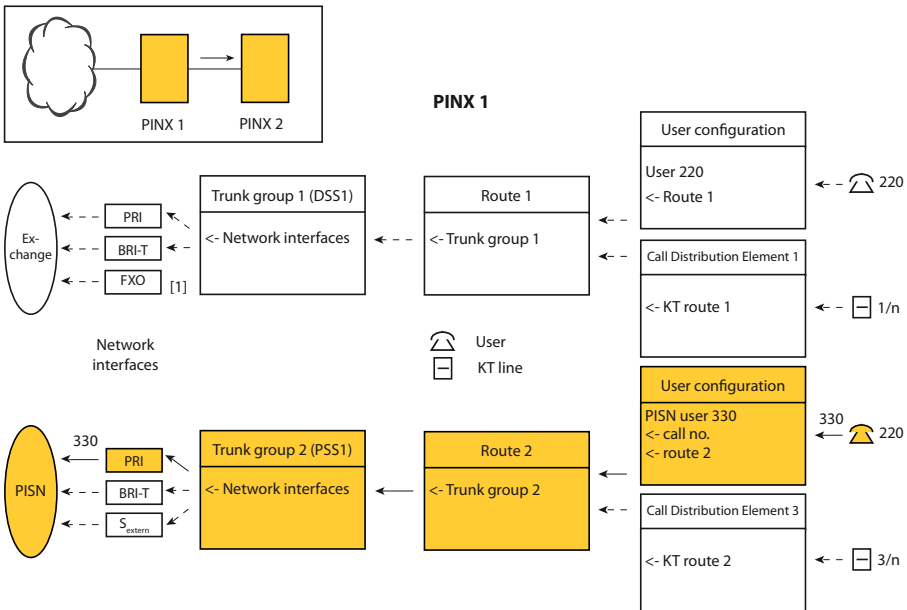 PINX 1
PINX 2
PINX 1
User configuration
User 220
<- Route 1
220
Trunk group 1 (DSS1)
<- Network interfaces
Route 1
<- Trunk group 1
Ex-
change
PRI
BRI-T
FXO
[1]
Call Distribution Element 1
<- KT route 1
1/n
Network
interfaces
User
KT line
User configuration
PISN user 330
<- call no.
<- route 2
330
220
Trunk group 2 (PSS1)
<- Network interfaces
Route 2
<- Trunk group 2
330
PISN
PRI
BRI-T
S extern
Call Distribution Element 3
<- KT route 2
3/n